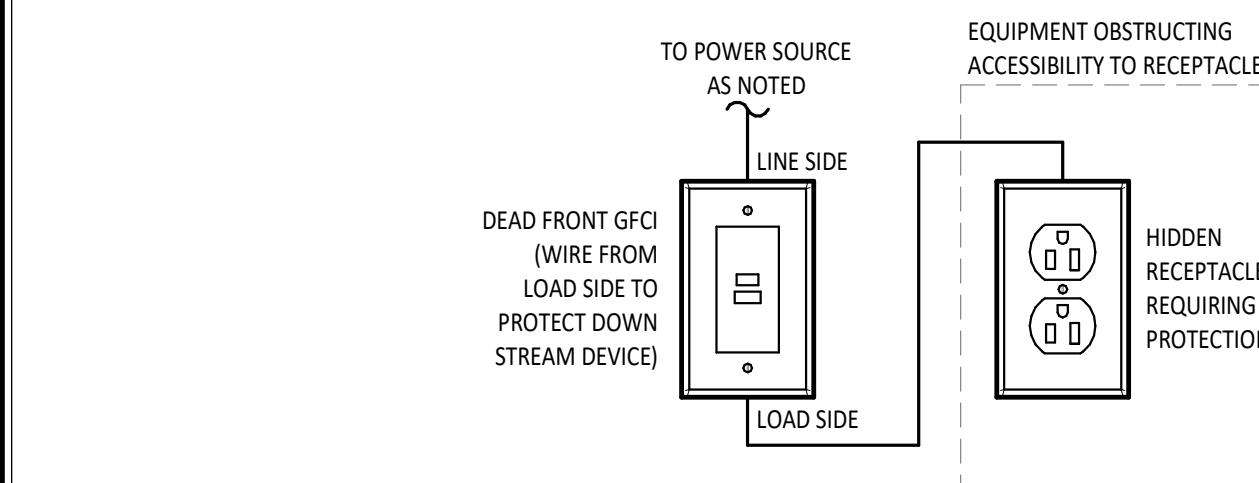 TO POWER SOURCE
AS NOTED
EQUIPMENT OBSTRUCTING
ACCESSIBILITY TO RECEPTACLE
LINE SIDE
DEAD FRONT GFCI
(WIRE FROM
LOAD SIDE TO
PROTECT DOWN
STREAM DEVICE)
HIDDEN
RECEPTACLE
REQUIRING
PROTECTION
LOAD SIDE